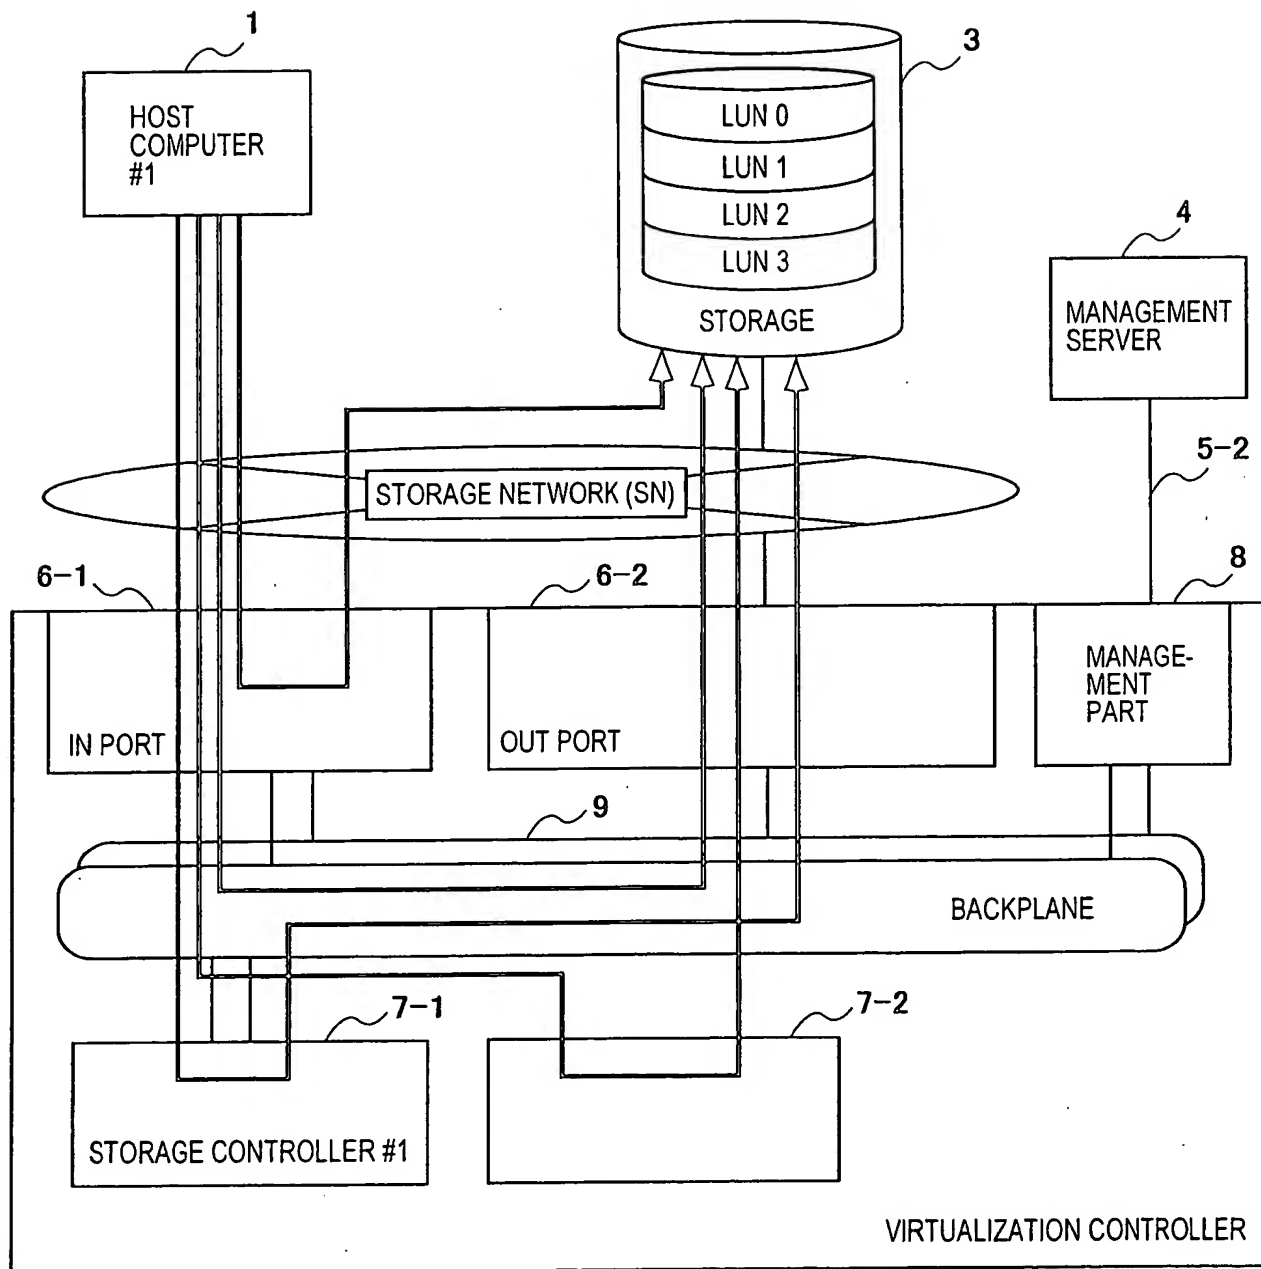 1
3
HOST
COMPUTER
#1
LUN 0
LUN 1
LUN 2
LUN 3
STORAGE
4
MANAGEMENT
SERVER
5-2
STORAGE NETWORK (SN)
6-1
6-2
8
IN PORT
OUT PORT
MANAGE-
MENT
PART
9
BACKPLANE
7-1
7-2
STORAGE CONTROLLER #1
VIRTUALIZATION CONTROLLER